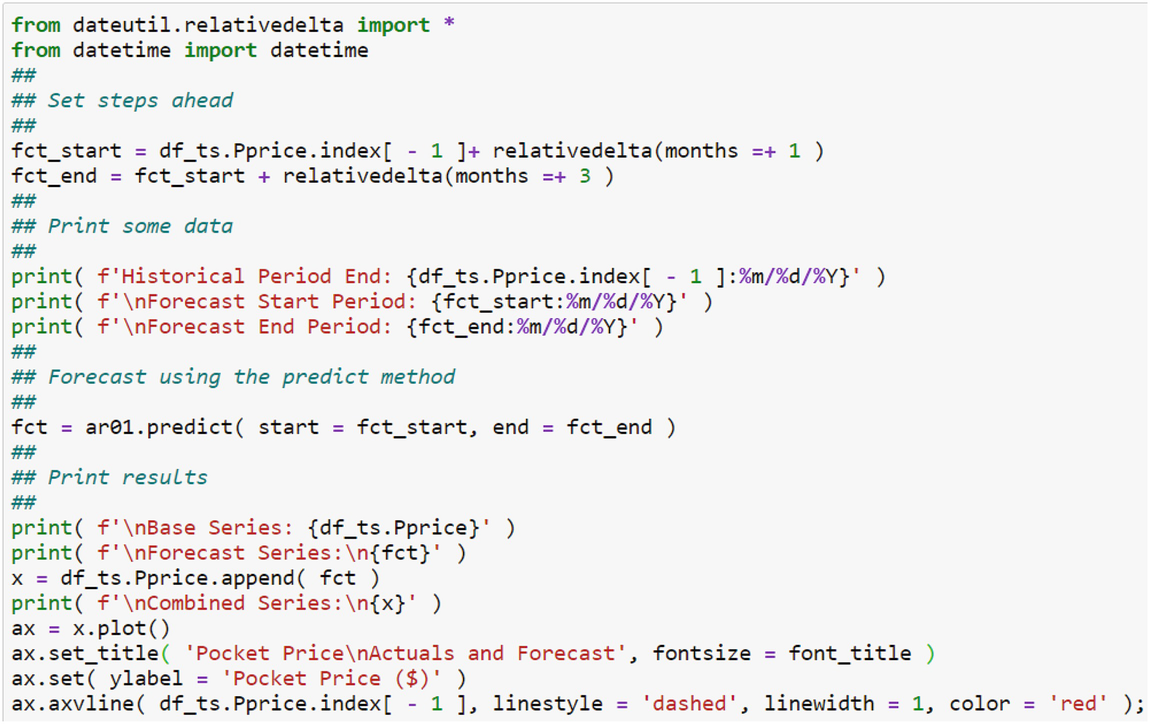 from dateutil.relativedelta import *
from datetime import datetime
##
## Set steps ahead
##
fct_start = df_ts.Pprice.index[ - 1 ]+ relativedelta(months =+ 1 )
fct_end = fct_start + relativedelta(months =+ 3 )
##
## Print some data
##
print( f'Historical Period End: {df_ts.Pprice.index[ - 1 ]:%m/%d/%Y}' )
print( f'\nForecast Start Period: {fct_start:%m/%d/%Y}' )
print( f'\nForecast End Period: {fct_end:%m/%d/%Y}' )
##
## Forecast using the predict method
##
fct = ar01.predict( start = fct_start, end = fct_end )
##
## Print results
##
print( f'\nBase Series: {df_ts.Pprice}' )
print( f'\nForecast Series:\n{fct}' )
x = df_ts.Pprice.append( fct )
print( f'\nCombined Series:\n{x}' )
ax = x.plot()
ax.set_title( 'Pocket Price\nActuals and Forecast', fontsize = font_title )
ax.set( ylabel = 'Pocket Price ($)' )
ax.axvline( df_ts.Pprice.index[ - 1 ], linestyle = 'dashed', linewidth = 1, color = 'red' );